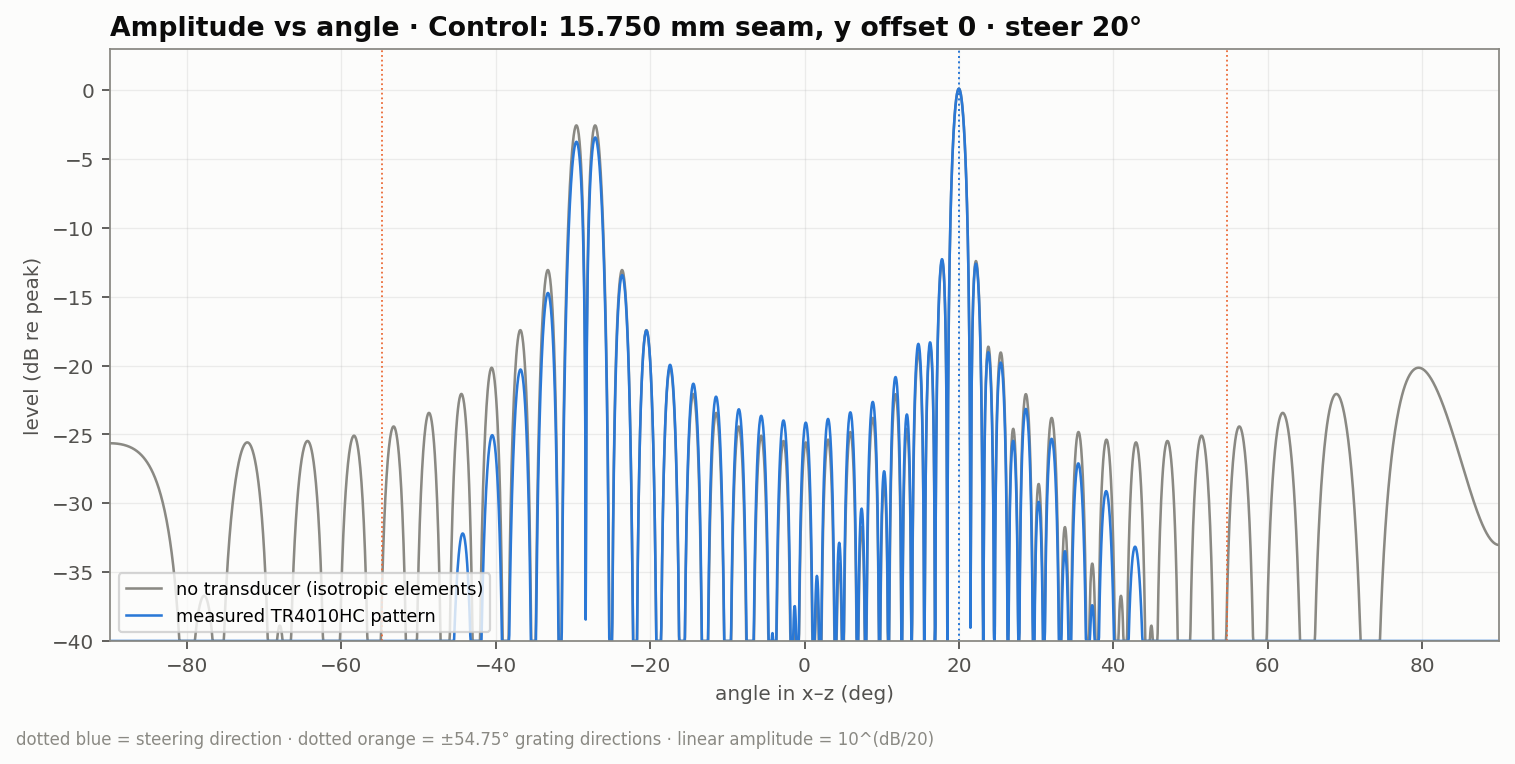 Amplitude vs angle · Control: 15.750 mm seam, y offset 0 · steer 20°
0
−5
−10
−15
−20
−25
−30
−35
−40
level (dB re peak)
no transducer (isotropic elements)
measured TR4010HC pattern
−80 −60 −40 −20 0 20 40 60 80
angle in x–z (deg)
dotted blue = steering direction · dotted orange = ±54.75° grating directions · linear amplitude = 10^(dB/20)